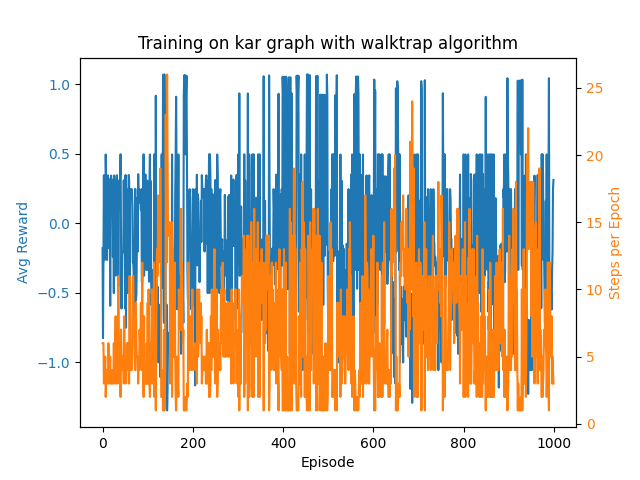 Training on kar graph with walktrap algorithm
1.0
0.5
0.0
−0.5
−1.0
Avg Reward
25
20
15
10
5
0
Steps per Epoch
0 200 400 600 800 1000
Episode